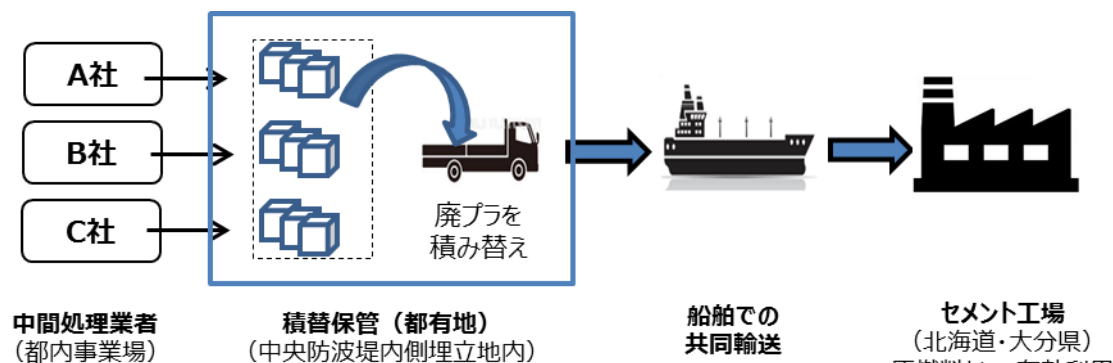 A社
B社
C社
廃プラを
積み替え
中間処理業者
(都内事業場)
積替保管(都有地)
(中央防波堤内側埋立地内)
船舶での
共同輸送
セメント工場
(北海道・大分県)